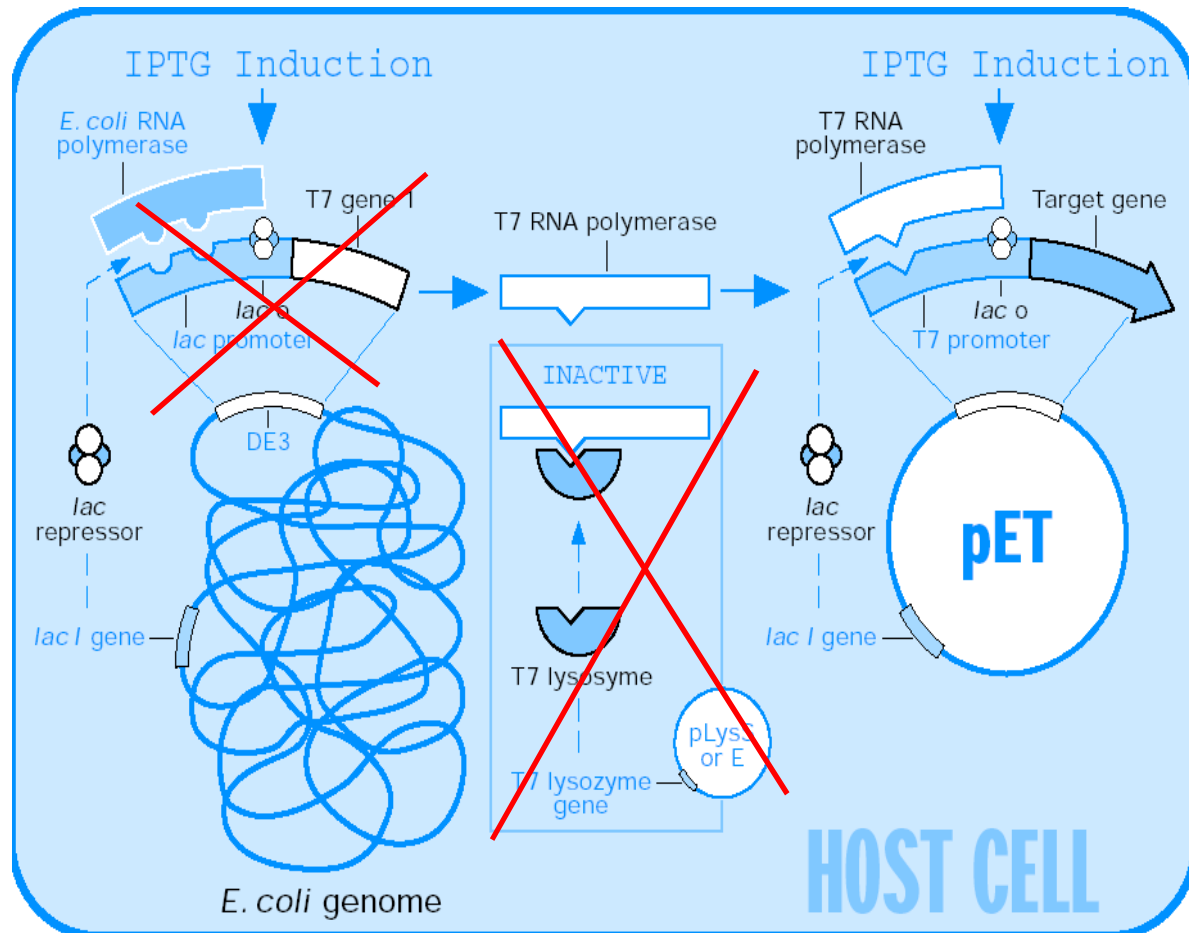 IPTG Induction
IPTG Induction
E. coli RNA
polymerase
T7 gene 1
T7 RNA polymerase
T7 RNA
polymerase
Target gene
lac o
lac promoter
lac o
T7 promoter
INACTIVE
DE3
lac
repressor
lac
repressor
pET
lac I gene
T7 lysosyme
lac I gene
pLysS
or E
T7 lysozyme
gene
E. coli genome
HOST CELL